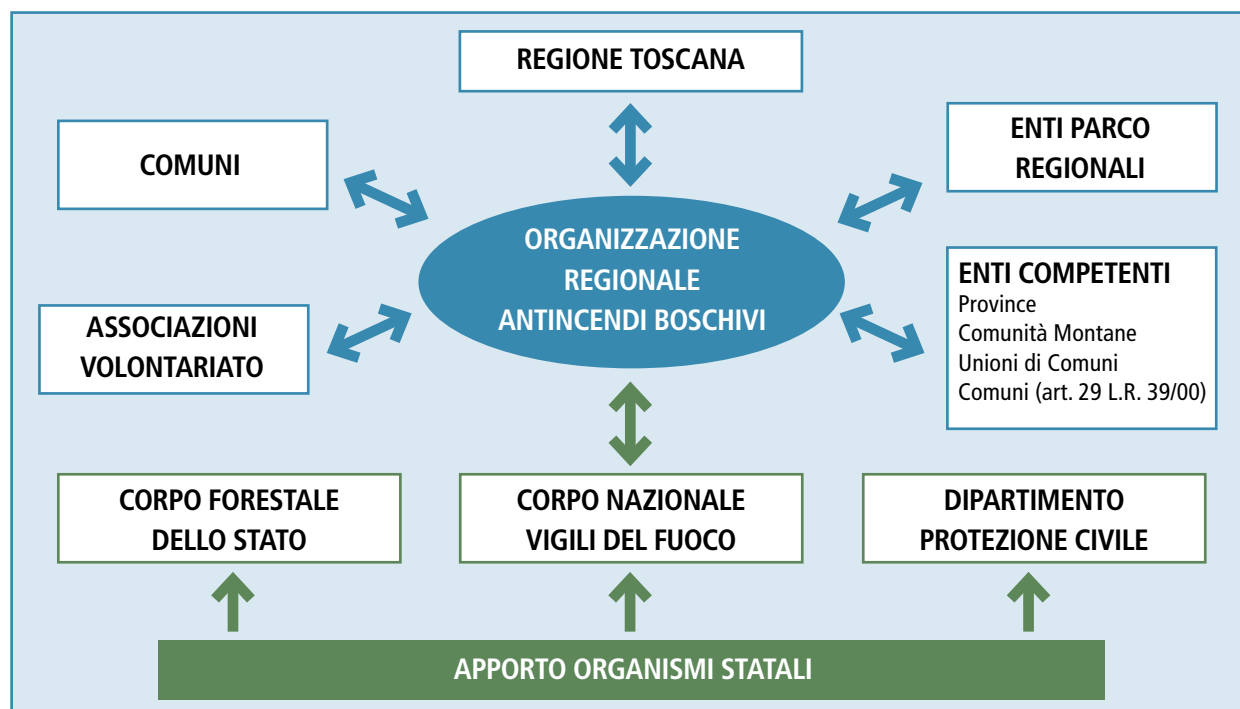 REGIONE TOSCANA
COMUNI
ENTI PARCO
REGIONALI
ORGANIZZAZIONE
REGIONALE
ANTINCENDI BOSCHIVI
ASSOCIAZIONI
VOLONTARIATO
ENTI COMPETENTI
Province
Comunità Montane
Unioni di Comuni
Comuni (art. 29 L.R. 39/00)
CORPO FORESTALE
DELLO STATO
CORPO NAZIONALE
VIGILI DEL FUOCO
DIPARTIMENTO
PROTEZIONE CIVILE
APPORTO ORGANISMI STATALI